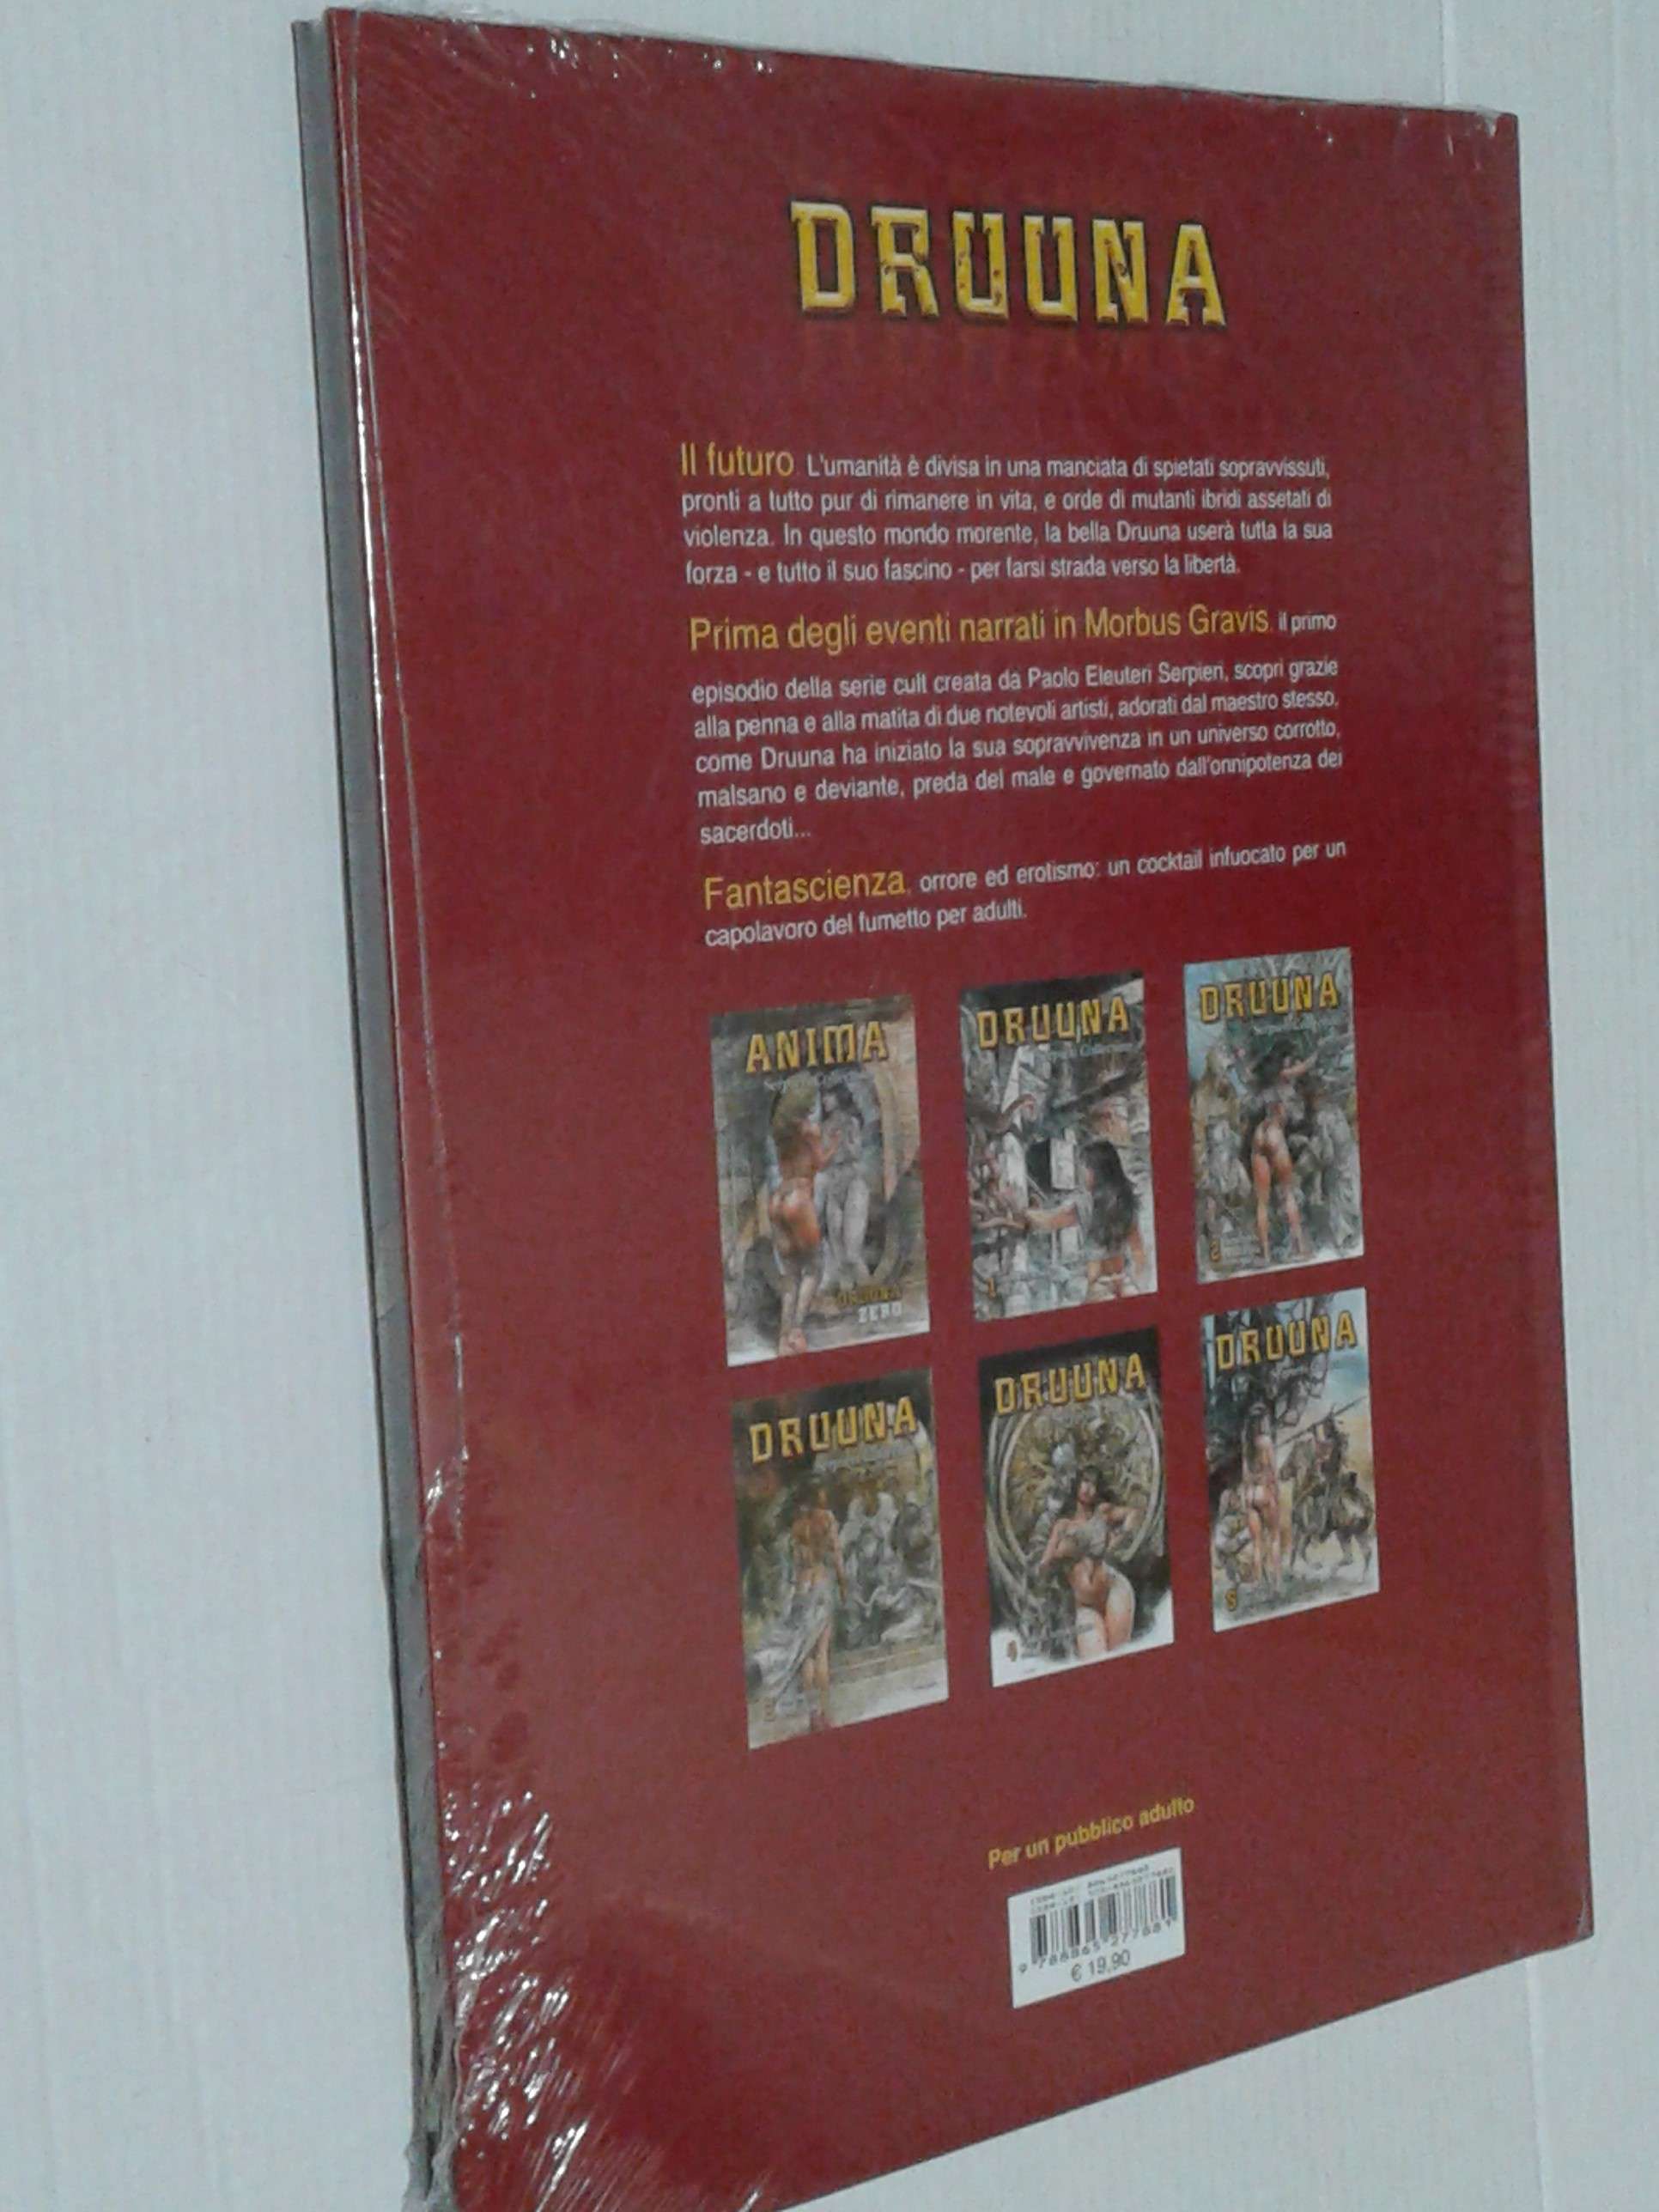 DRUUNA
Il futuro. L'umanità è divisa in una manciata di spietati sopravvissuti,
pronti a tutto pur di rimanere in vita, e orde di mutanti ibridi assetati di
violenza. In questo mondo morente, la bella Druuna userà tutta la sua
forza - e tutto il suo fascino - per farsi strada verso la libertà.
Prima degli eventi narrati in Morbus Gravis, il primo
episodio della serie cult creata da Paolo Eleuteri Serpieri, scopri grazie
alla penna e alla matita di due notevoli artisti, adorati dal maestro stesso,
come Druuna ha iniziato la sua sopravvivenza in un universo corrotto,
malsano e deviante, preda del male e governato dall'onnipotenza dei
sacerdoti...
Fantascienza, orrore ed erotismo: un cocktail infuocato per un
capolavoro del fumetto per adulti.
ANIMA
DRUUNA
ZERO
DRUUNA
1
DRUUNA
2
DRUUNA
DRUUNA
4
DRUUNA
5
Per un pubblico adulto
€ 19,90